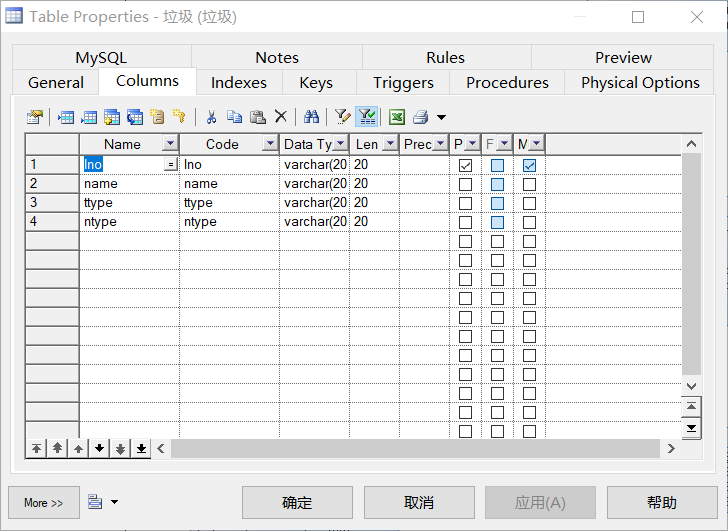 Table Properties - 垃圾 (垃圾)
MySQL Notes Rules Preview
General Columns Indexes Keys Triggers Procedures Physical Options
Name Code Data Ty Len Prec P F M
1 lno = lno varchar(20 20
2 name name varchar(20 20
3 ttype ttype varchar(20 20
4 ntype ntype varchar(20 20
More >> 确定 取消 应用(A) 帮助